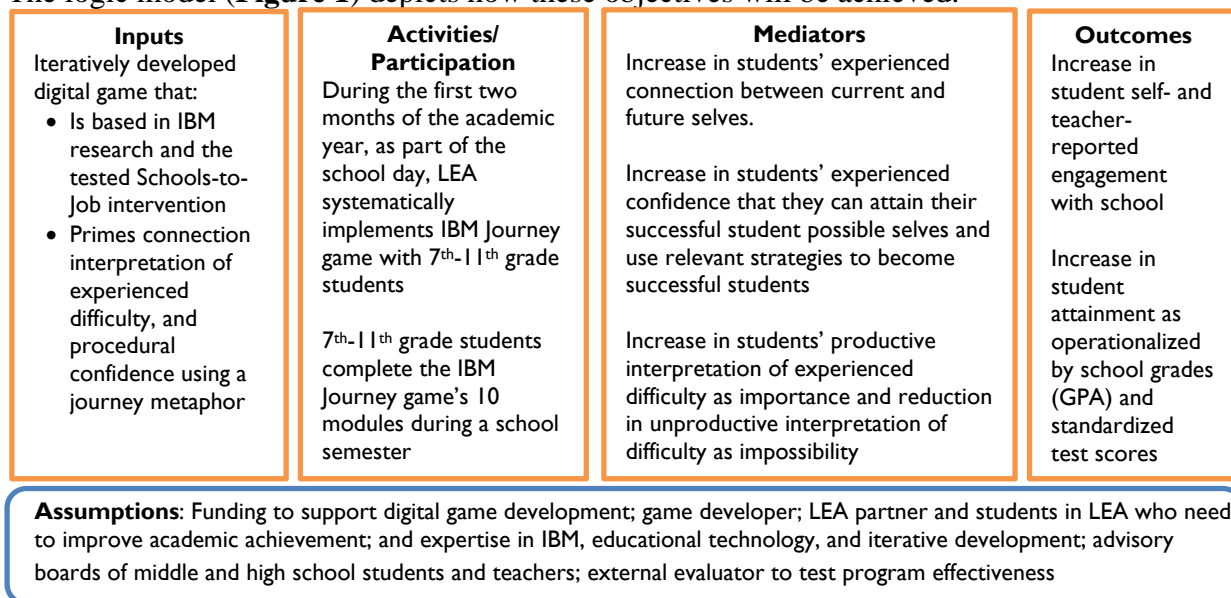 The logic model (Figure 1) depicts how these objectives will be achieved.
Inputs
Iteratively developed
digital game that:
• Is based in IBM
research and the
tested Schools-to-
Job intervention
• Primes connection
interpretation of
experienced
difficulty, and
procedural
confidence using a
journey metaphor
Activities/
Participation
During the first two
months of the academic
year, as part of the
school day, LEA
systematically
implements IBM Journey
game with 7th-11th grade
students
7th-11th grade students
complete the IBM
Journey game's 10
modules during a school
semester
Mediators
Increase in students' experienced
connection between current and
future selves.
Increase in students' experienced
confidence that they can attain their
successful student possible selves and
use relevant strategies to become
successful students
Increase in students' productive
interpretation of experienced
difficulty as importance and reduction
in unproductive interpretation of
difficulty as impossibility
Outcomes
Increase in
student self- and
teacher-
reported
engagement
with school
Increase in
student
attainment as
operationalized
by school grades
(GPA) and
standardized
test scores
Assumptions: Funding to support digital game development; game developer; LEA partner and students in LEA who need
to improve academic achievement; and expertise in IBM, educational technology, and iterative development; advisory
boards of middle and high school students and teachers; external evaluator to test program effectiveness